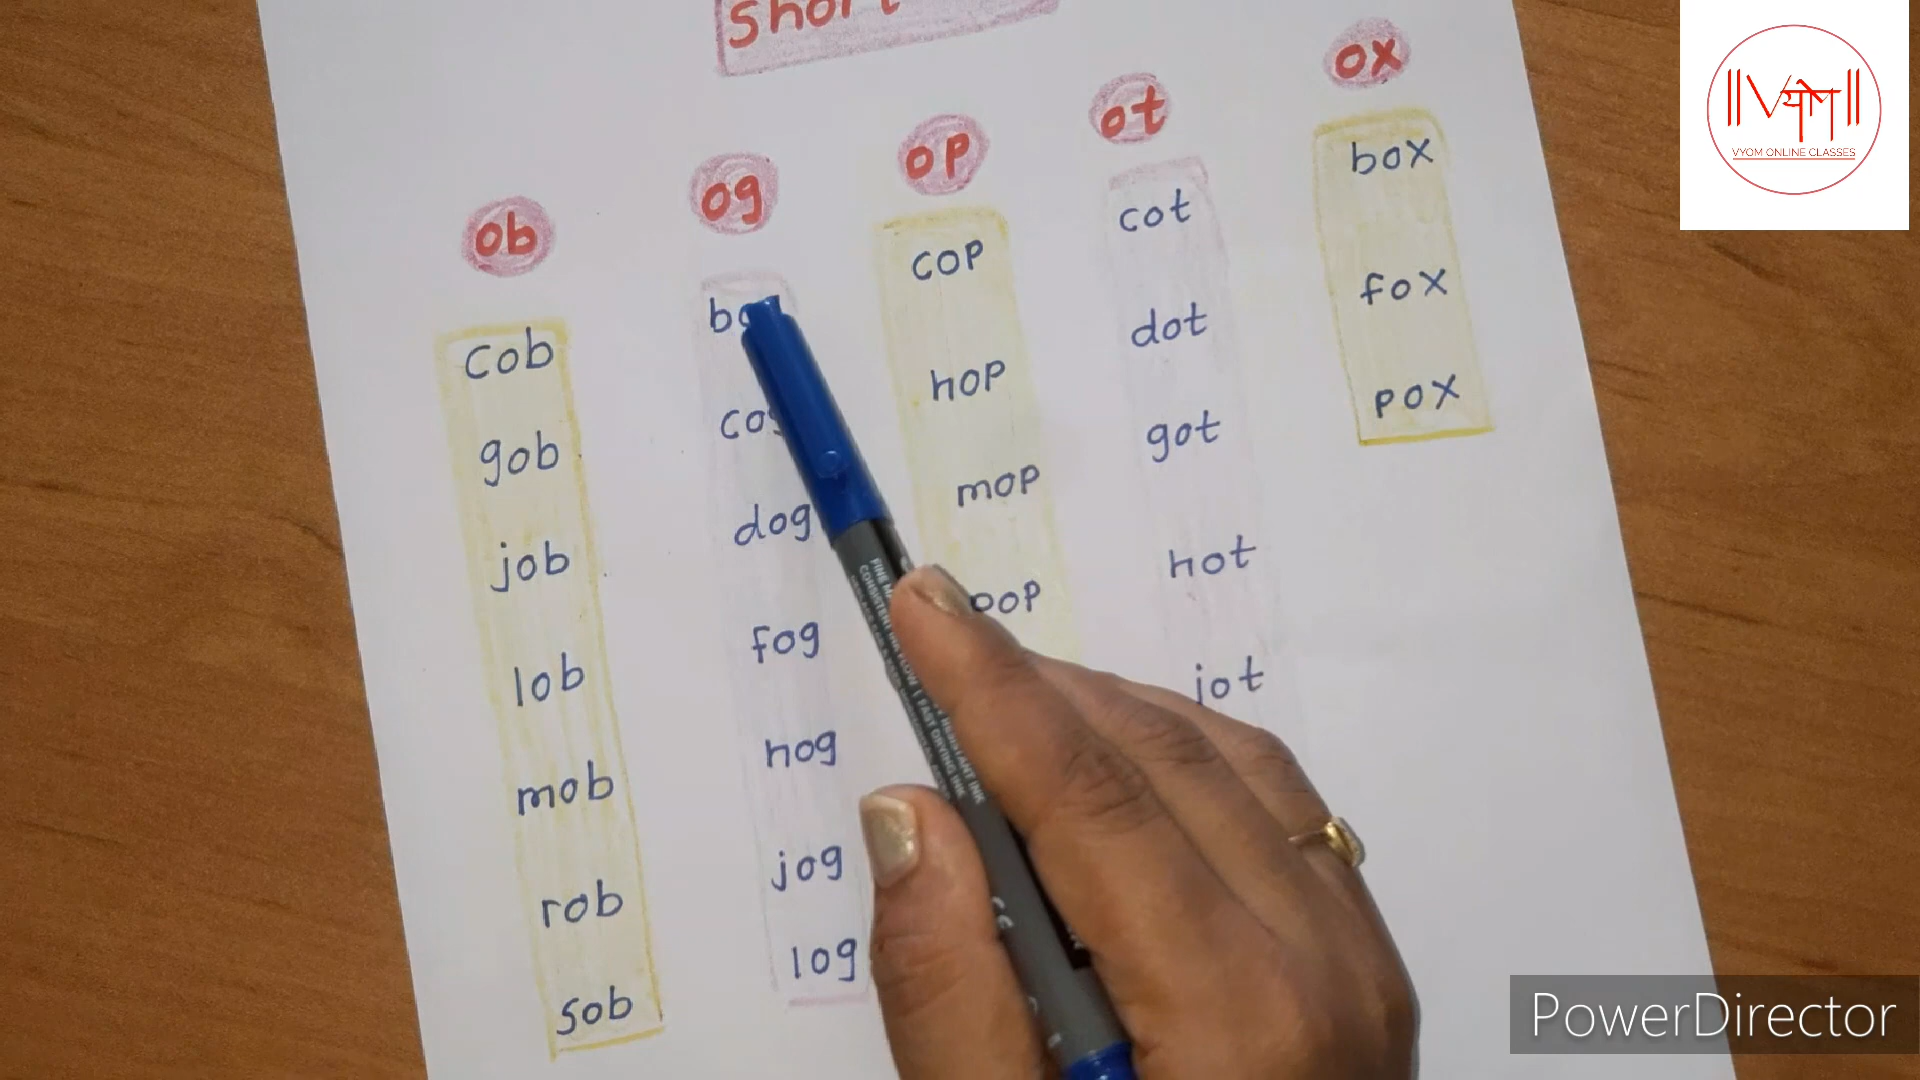 Short
ob
cob
gob
job
lob
mob
rob
sob
og
dog
fog
hog
jog
log
op
cop
hop
mop
ot
cot
dot
got
hot
jot
ox
box
fox
pox
||Vयोम||
VYOM ONLINE CLASSES
PowerDirector